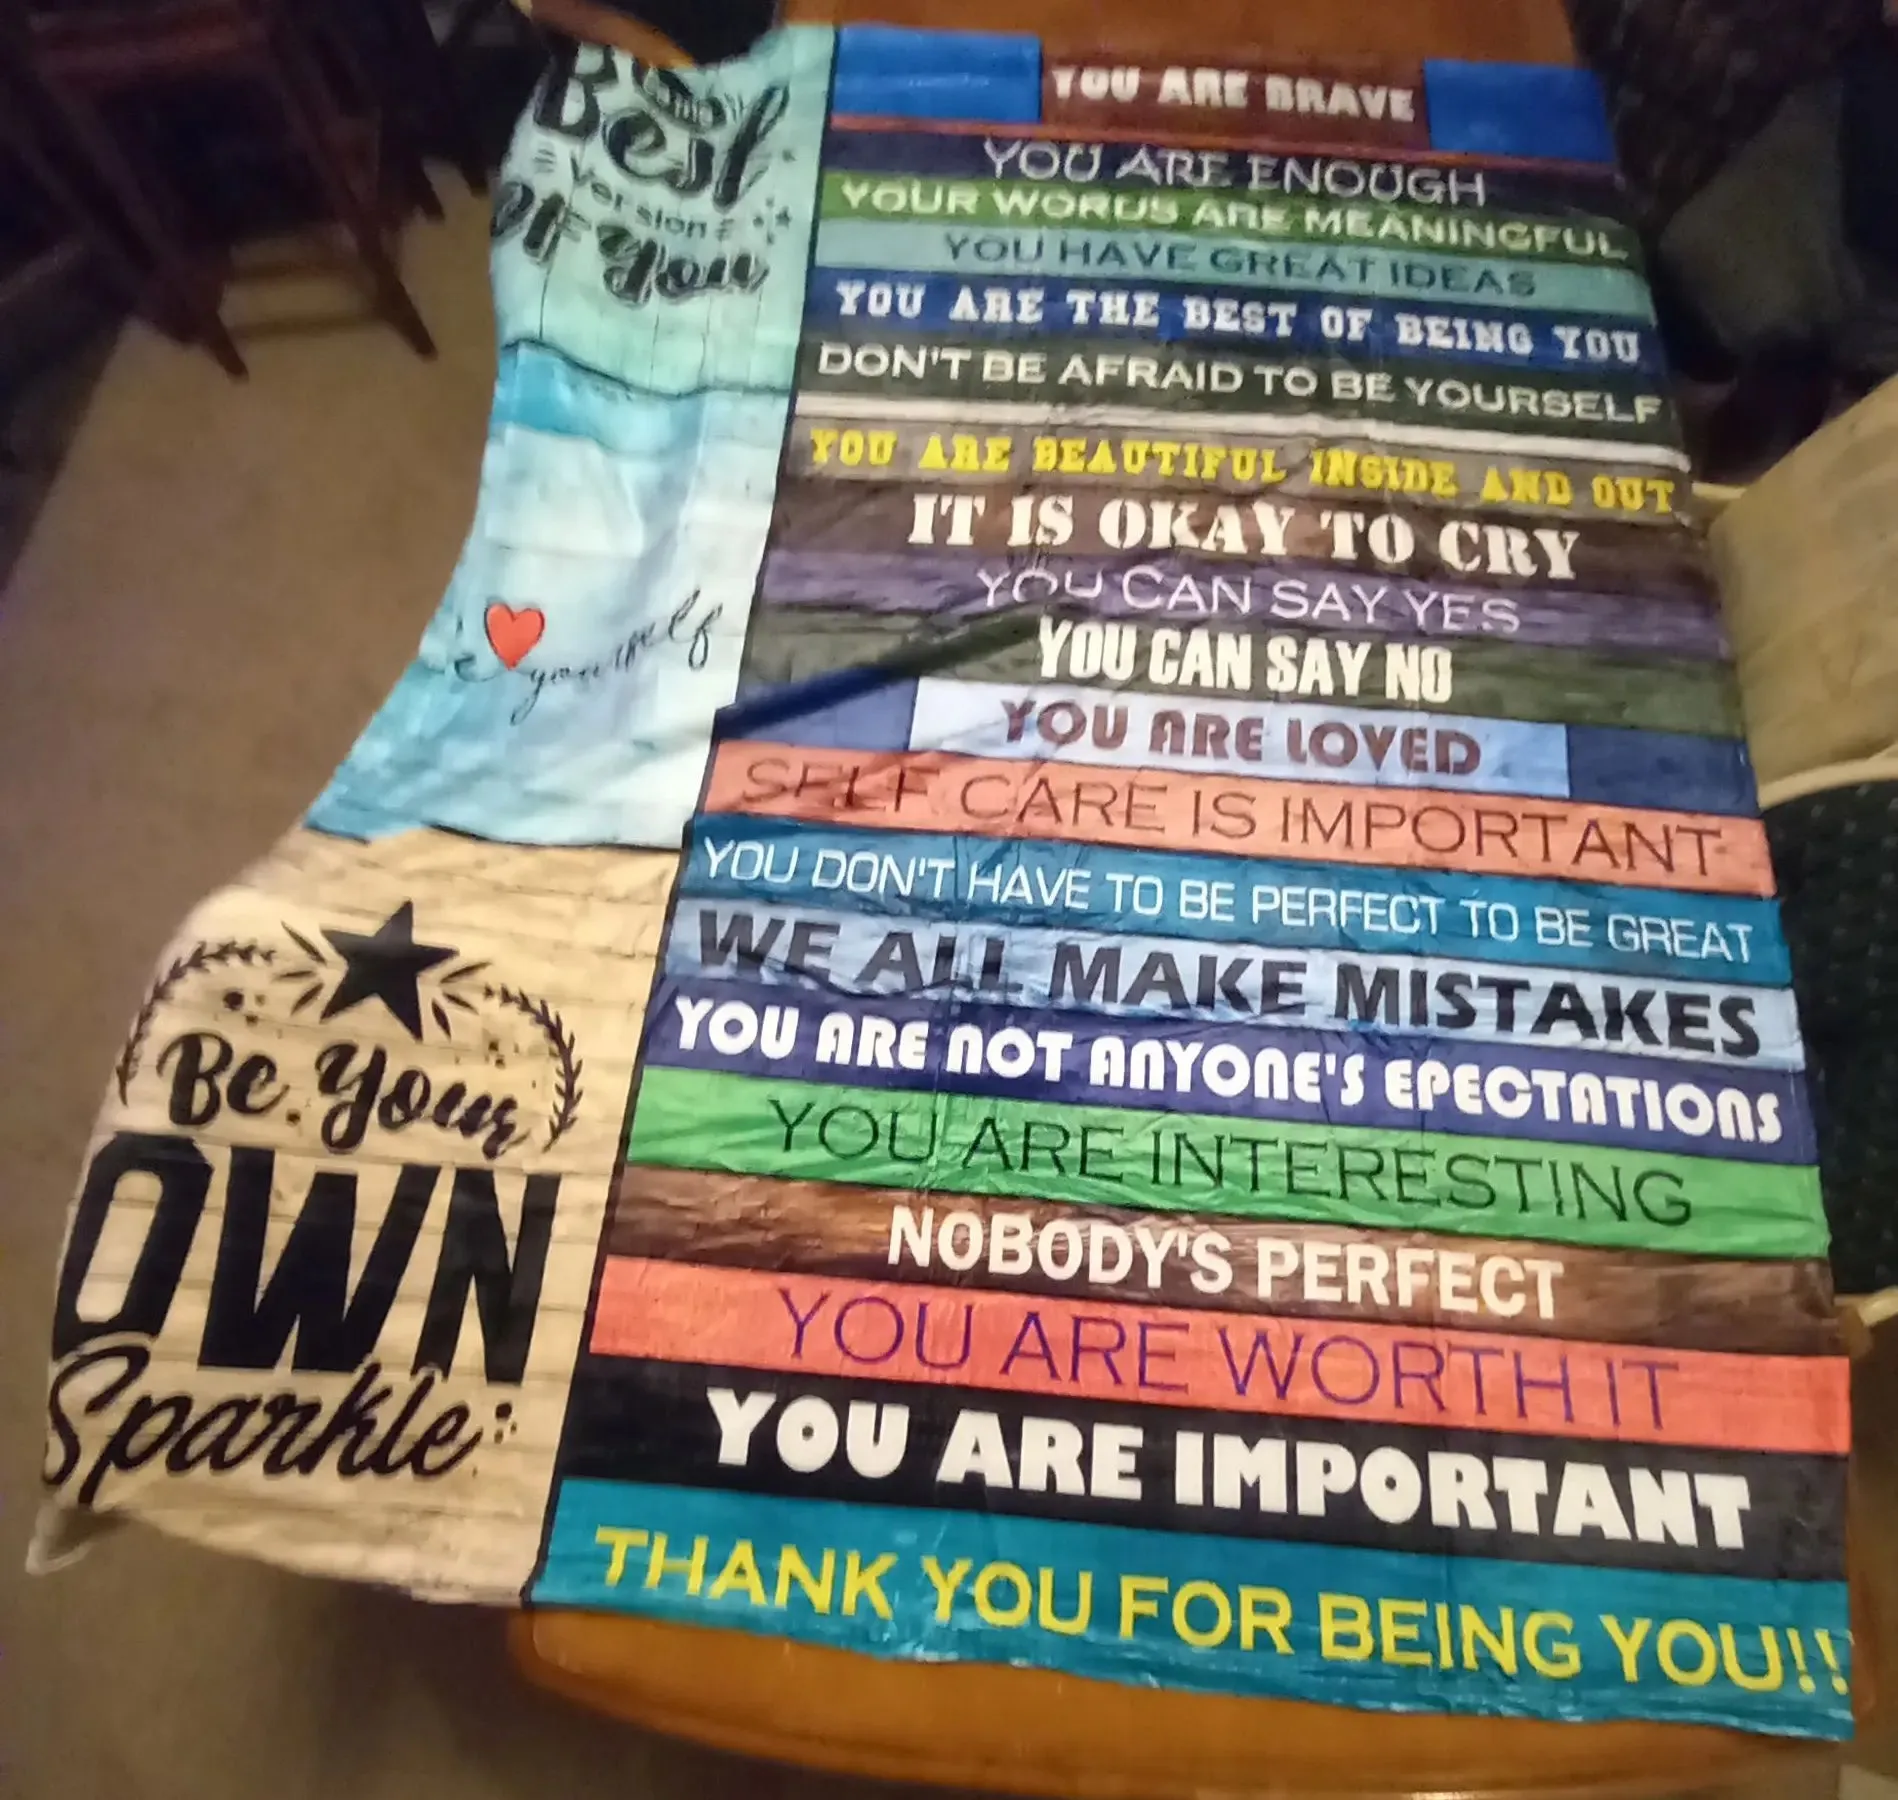 Best
version
of You
yourself
Be Your
OWN
Sparkle
YOU ARE BRAVE
YOU ARE ENOUGH
YOUR WORDS ARE MEANINGFUL
YOU HAVE GREAT IDEAS
YOU ARE THE BEST OF BEING YOU
DON'T BE AFRAID TO BE YOURSELF
YOU ARE BEAUTIFUL INSIDE AND OUT
IT IS OKAY TO CRY
YOU CAN SAY YES
YOU CAN SAY NO
YOU ARE LOVED
SELF CARE IS IMPORTANT
YOU DON'T HAVE TO BE PERFECT TO BE GREAT
WE ALL MAKE MISTAKES
YOU ARE NOT ANYONE'S EPECTATIONS
YOU ARE INTERESTING
NOBODY'S PERFECT
YOU ARE WORTH IT
YOU ARE IMPORTANT
THANK YOU FOR BEING YOU!!